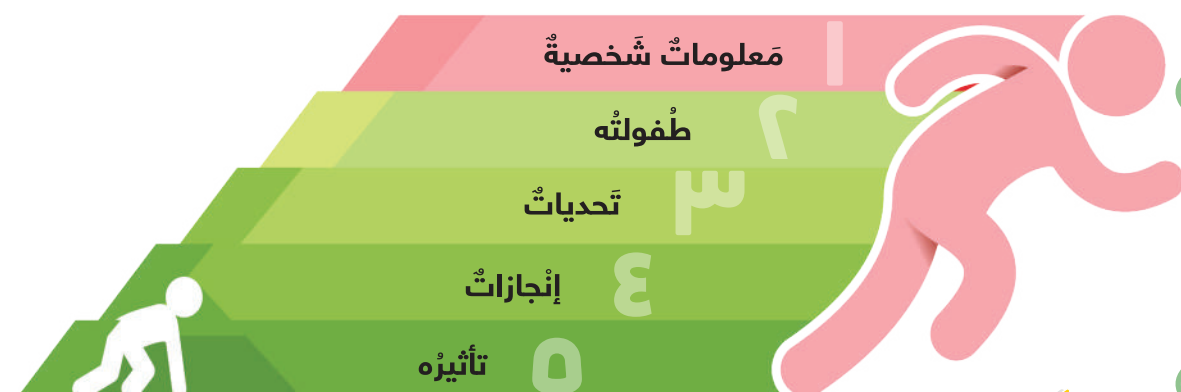 ١ مَعلوماتٌ شَخصيةٌ
٢ طُفولتُه
٣ تَحدياتٌ
٤ إنْجازاتٌ
٥ تأثيرُه